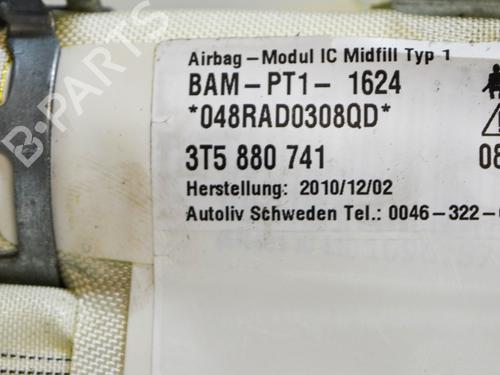 B-PARTS
Airbag-Modul IC Midfill Typ 1
BAM-PT1- 1624
*048RAD0308QD*
3T5 880 741
08
Herstellung: 2010/12/02
Autoliv Schweden Tel.: 0046-322-